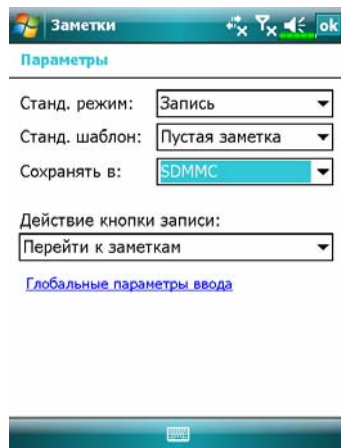 Заметки ok
Параметры
Станд. режим: Запись
Станд. шаблон: Пустая заметка
Сохранять в: SDMMC
Действие кнопки записи:
Перейти к заметкам
Глобальные параметры ввода